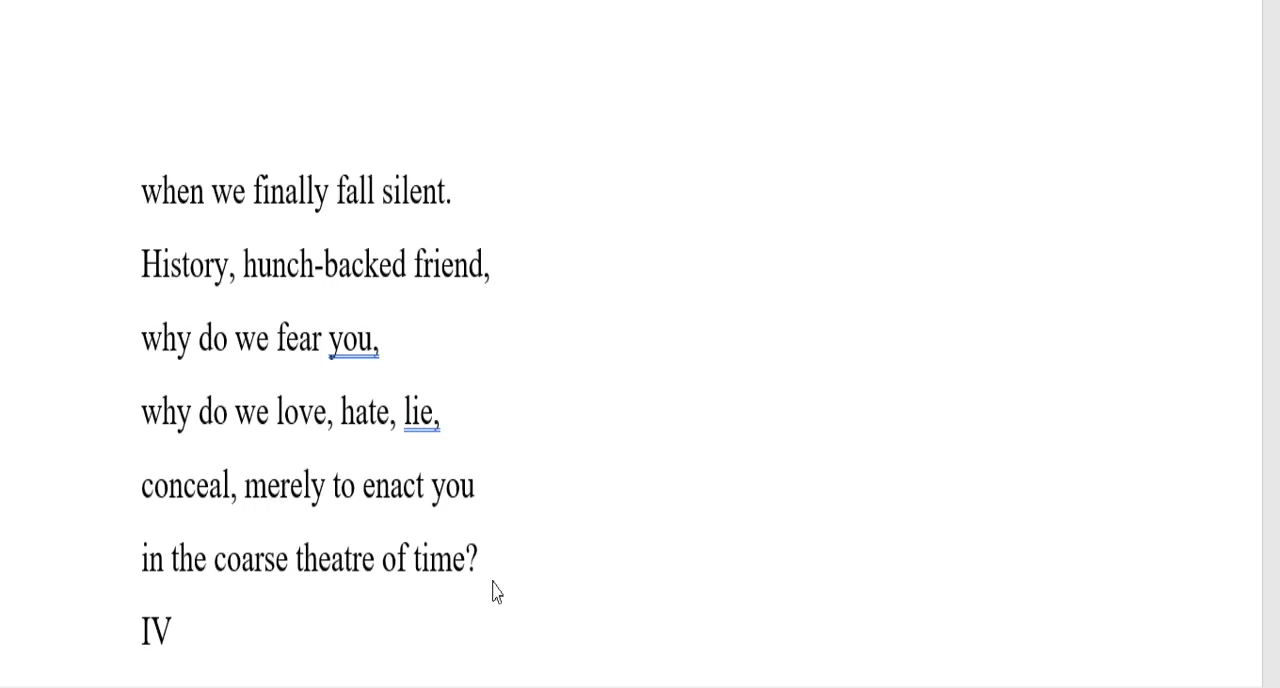 when we finally fall silent.
History, hunch-backed friend,
why do we fear you,
why do we love, hate, lie,
conceal, merely to enact you
in the coarse theatre of time?
IV